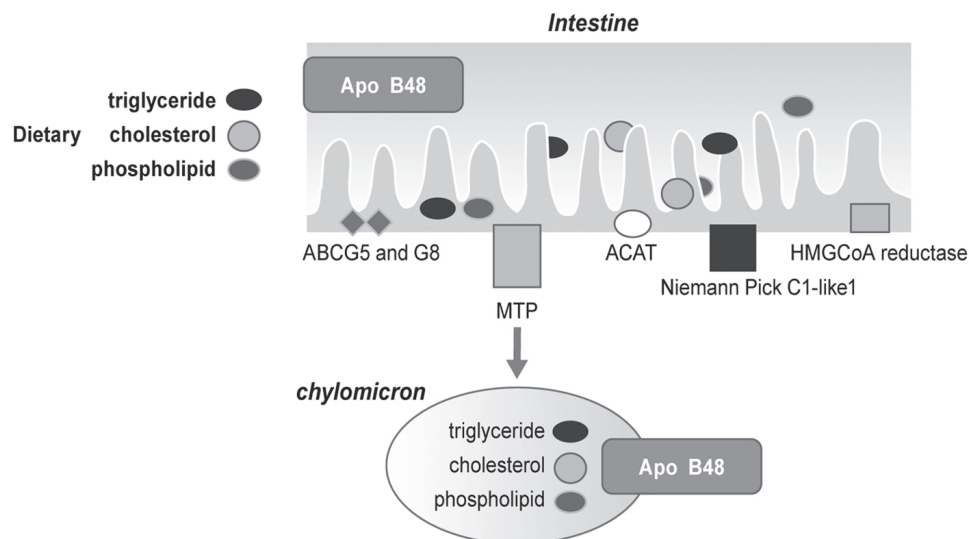 Intestine
Apo B48
triglyceride
Dietary cholesterol
phospholipid
ABCG5 and G8
ACAT
HMGCoA reductase
Niemann Pick C1-like1
MTP
chylomicron
triglyceride
cholesterol
Apo B48
phospholipid